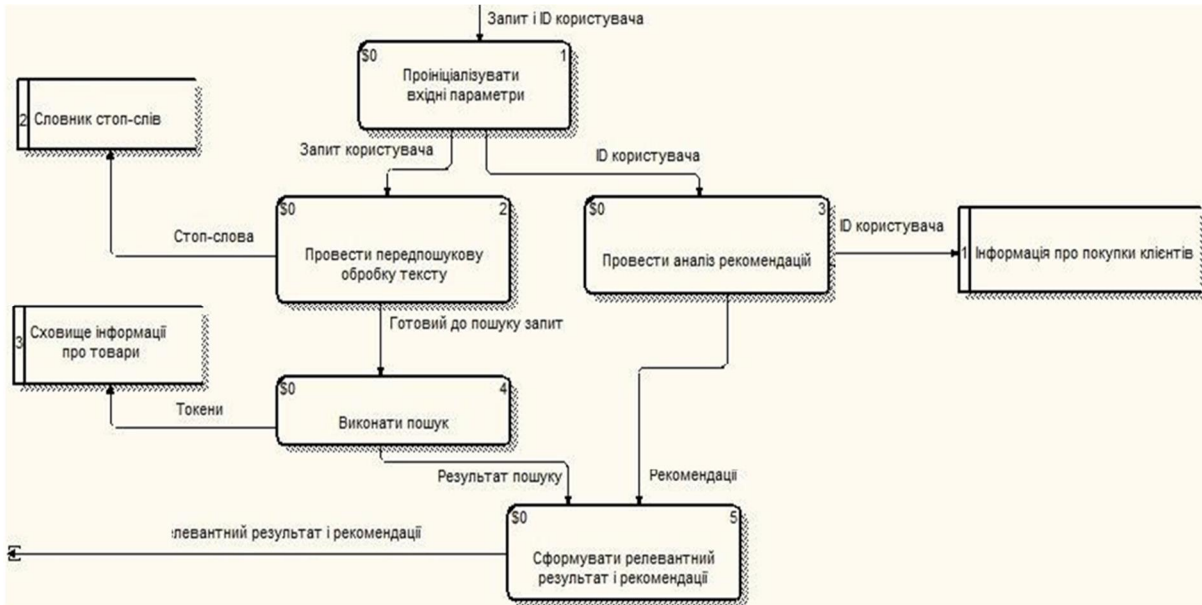 Запит і ID користувача
$0 1
Проініціалізувати
вхідні параметри
2 Словник стоп-слів
Запит користувача
ID користувача
$0 2
Провести передпошукову
обробку тексту
Стоп-слова
$0 3
Провести аналіз рекомендацій
ID користувача
1 Інформація про покупки клієнтів
Готовий до пошуку запит
3 Сховище інформації
про товари
$0 4
Виконати пошук
Токени
Результат пошуку
Рекомендації
$0 5
Сформувати релевантний
результат і рекомендації
елевантний результат і рекомендації